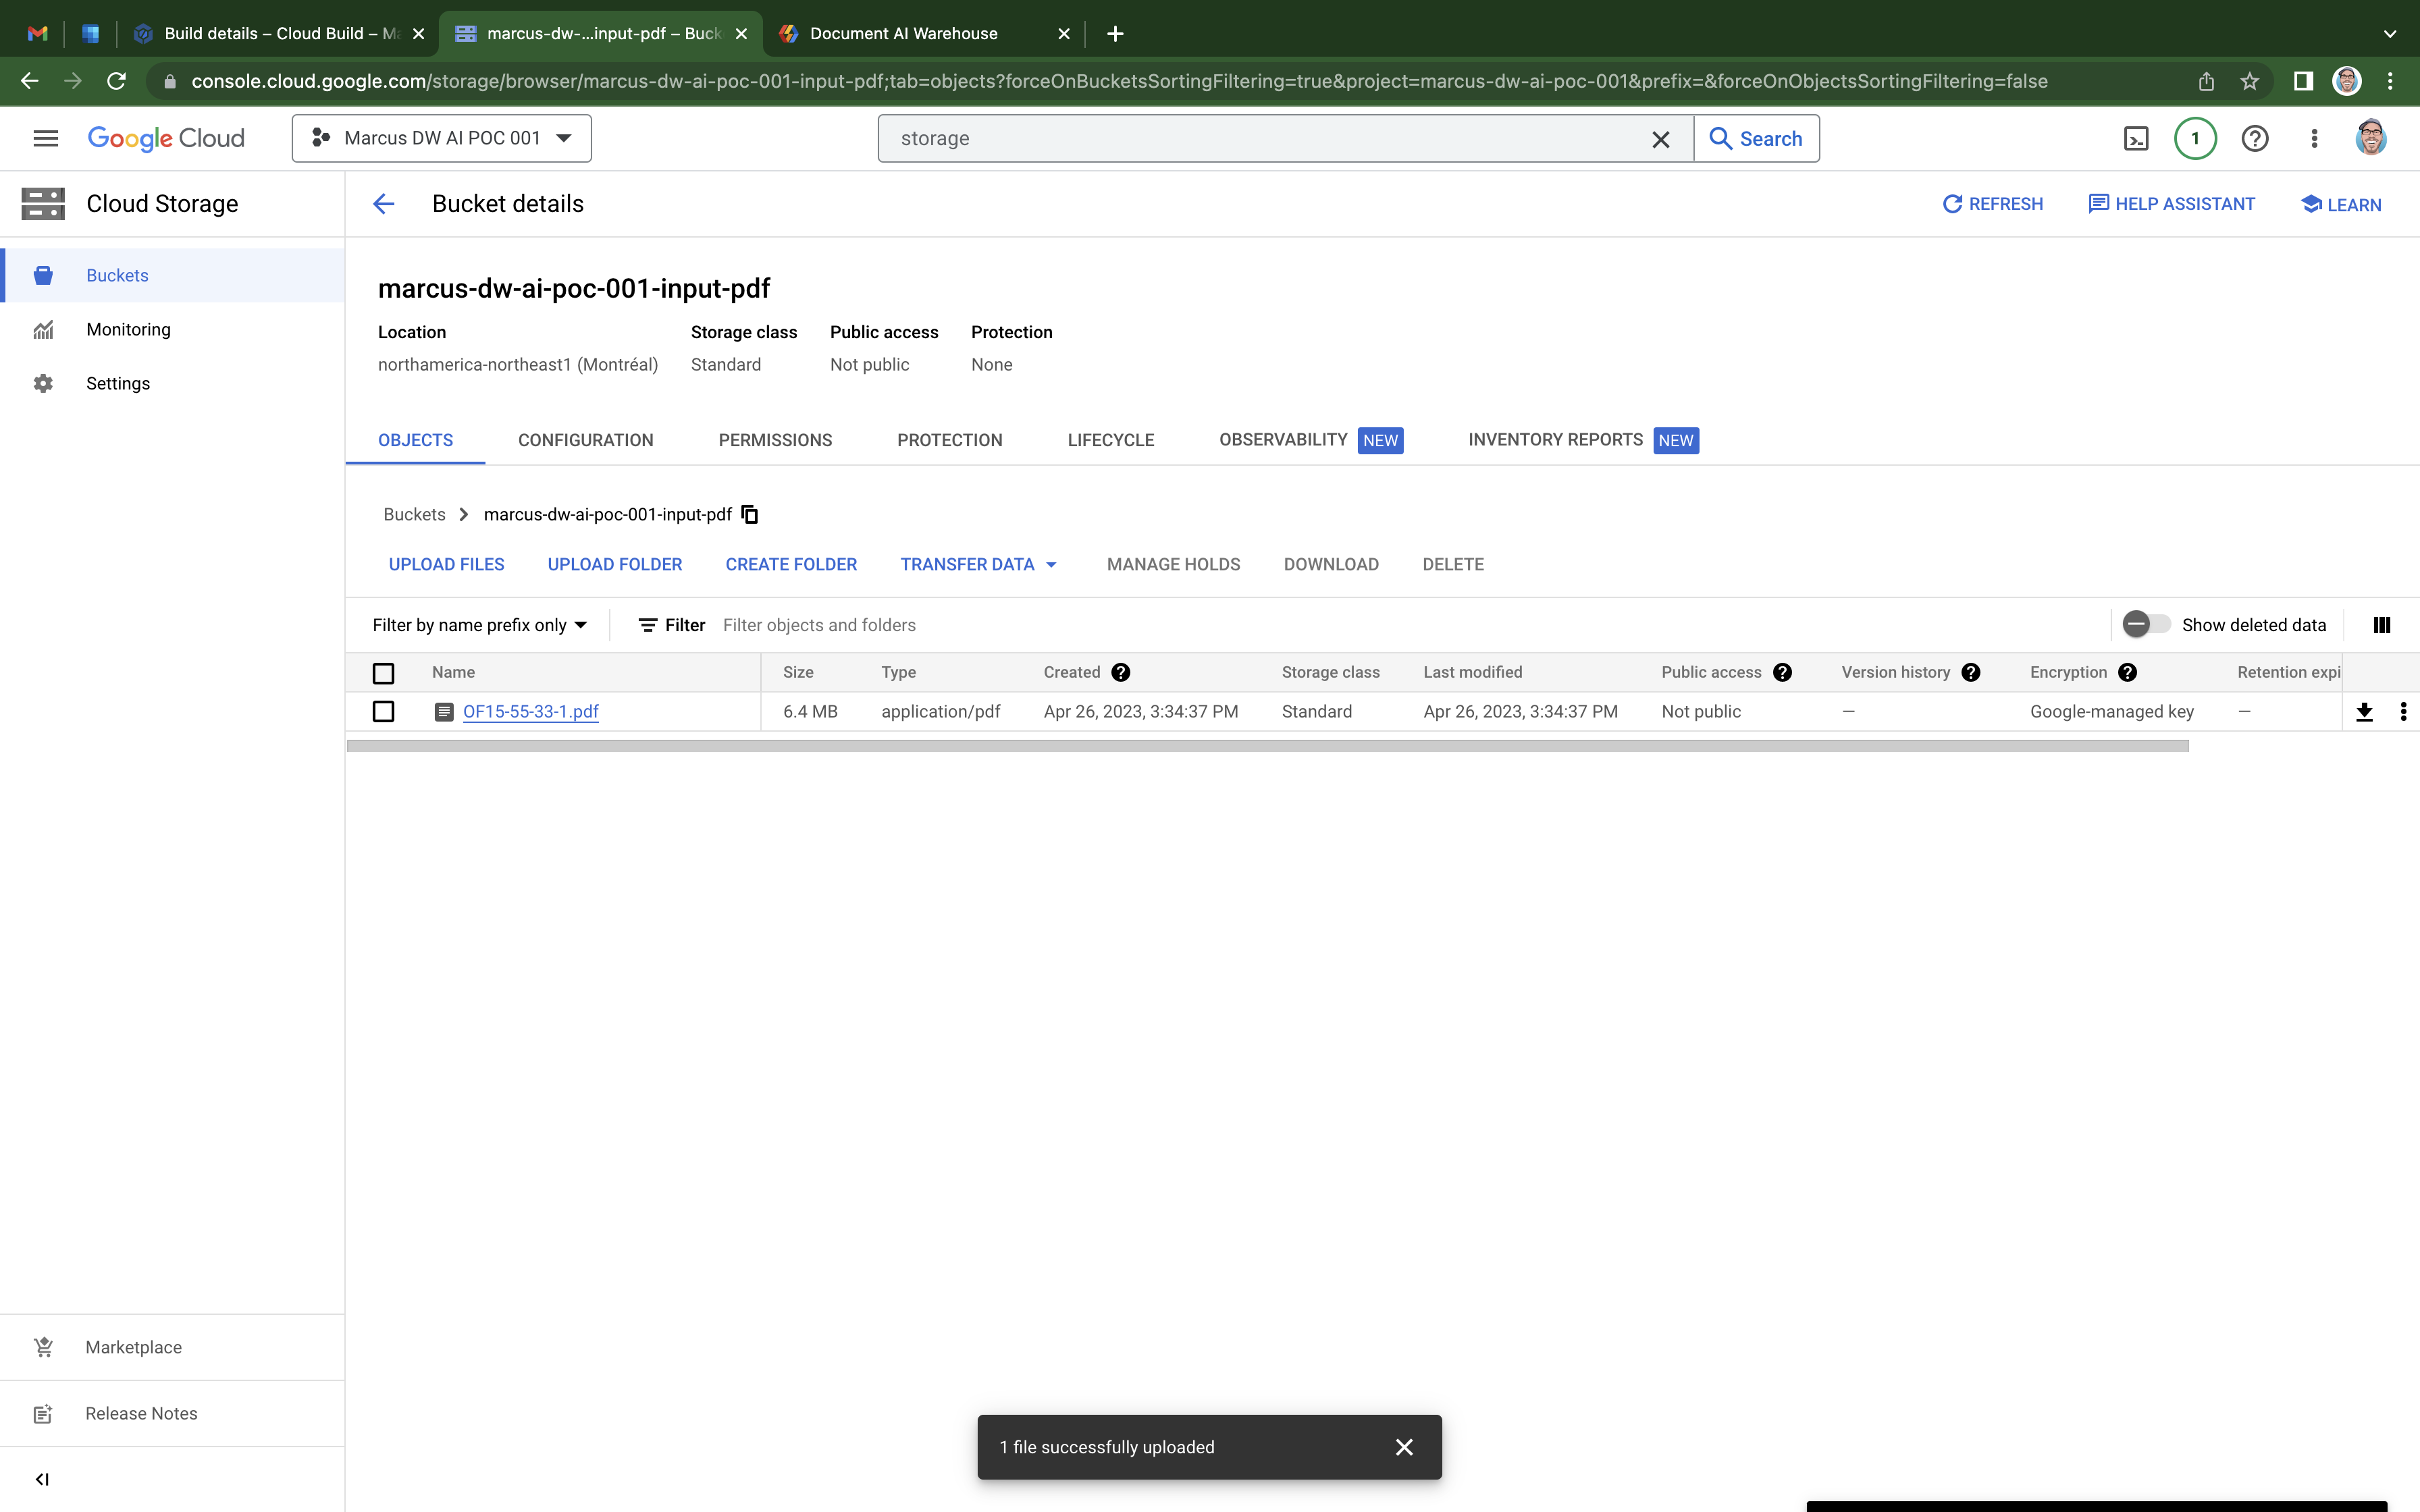 Build details – Cloud Build – Ma
marcus-dw-...input-pdf – Buck
Document AI Warehouse
console.cloud.google.com/storage/browser/marcus-dw-ai-poc-001-input-pdf;tab=objects?forceOnBucketsSortingFiltering=true&project=marcus-dw-ai-poc-001&prefix=&forceOnObjectsSortingFiltering=false
Google Cloud
Marcus DW AI POC 001
storage
Search
1
Cloud Storage
Bucket details
REFRESH
HELP ASSISTANT
LEARN
Buckets
Monitoring
Settings
marcus-dw-ai-poc-001-input-pdf
Location Storage class Public access Protection
northamerica-northeast1 (Montréal) Standard Not public None
OBJECTS CONFIGURATION PERMISSIONS PROTECTION LIFECYCLE OBSERVABILITY NEW INVENTORY REPORTS NEW
Buckets marcus-dw-ai-poc-001-input-pdf
UPLOAD FILES UPLOAD FOLDER CREATE FOLDER TRANSFER DATA MANAGE HOLDS DOWNLOAD DELETE
Filter by name prefix only Filter Filter objects and folders Show deleted data
Name Size Type Created Storage class Last modified Public access Version history Encryption Retention expi
OF15-55-33-1.pdf 6.4 MB application/pdf Apr 26, 2023, 3:34:37 PM Standard Apr 26, 2023, 3:34:37 PM Not public — Google-managed key —
Marketplace
Release Notes
1 file successfully uploaded